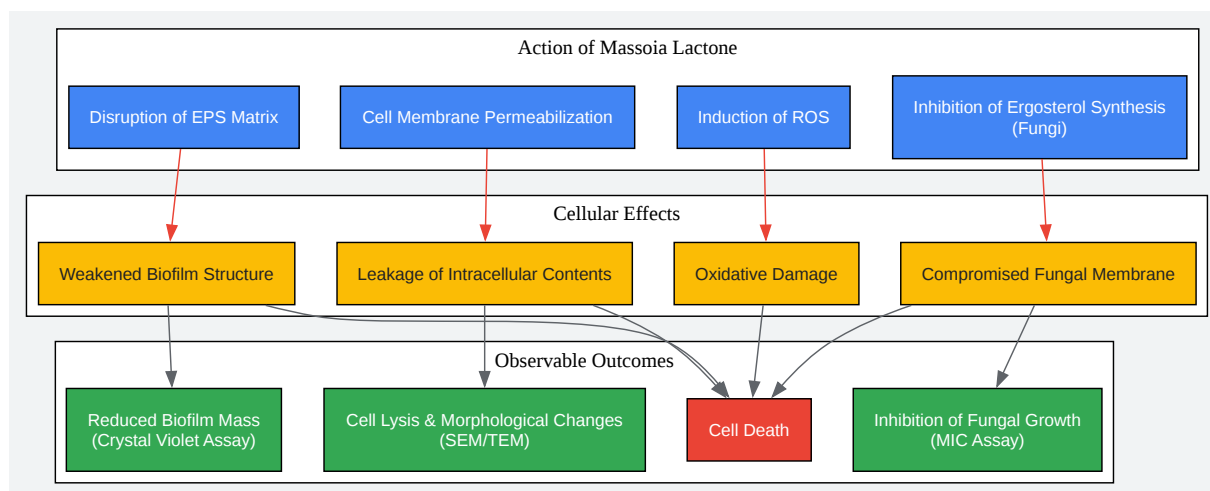 Action of Massoia Lactone
Disruption of EPS Matrix
Cell Membrane Permeabilization
Induction of ROS
Inhibition of Ergosterol Synthesis
(Fungi)
Cellular Effects
Weakened Biofilm Structure
Leakage of Intracellular Contents
Oxidative Damage
Compromised Fungal Membrane
Observable Outcomes
Reduced Biofilm Mass
(Crystal Violet Assay)
Cell Lysis & Morphological Changes
(SEM/TEM)
Cell Death
Inhibition of Fungal Growth
(MIC Assay)